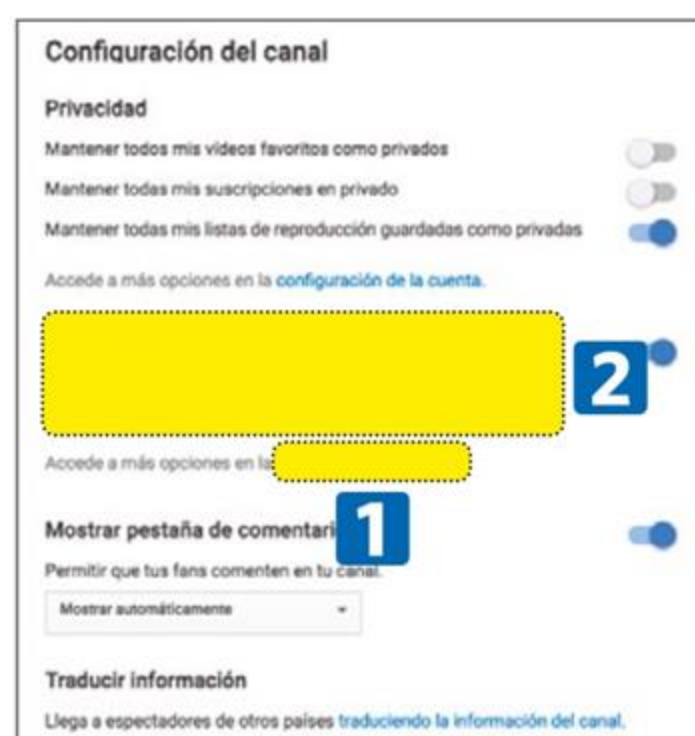 Configuración del canal
Privacidad
Mantener todos mis vídeos favoritos como privados
Mantener todas mis suscripciones en privado
Mantener todas mis listas de reproducción guardadas como privadas
Accede a más opciones en la configuración de la cuenta.
2
Accede a más opciones en la
1
Mostrar pestaña de comentari
Permitir que tus fans comenten en tu canal.
Mostrar automáticamente
Traducir información
Llega a espectadores de otros países traduciendo la información del canal.